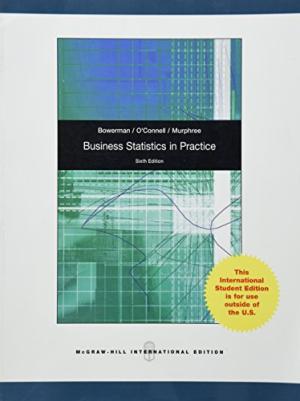 Bowerman / O'Connell / Murphree
Business Statistics in Practice
Sixth Edition
This
International
Student Edition
is for use
outside of
the U.S.
McGRAW-HILL INTERNATIONAL EDITION